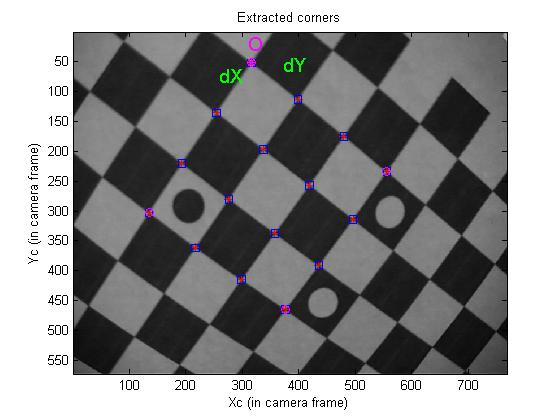 Extracted corners
O
dX
dY
50
100
150
200
250
300
350
400
450
500
550
Yc (in camera frame)
100 200 300 400 500 600 700
Xc (in camera frame)